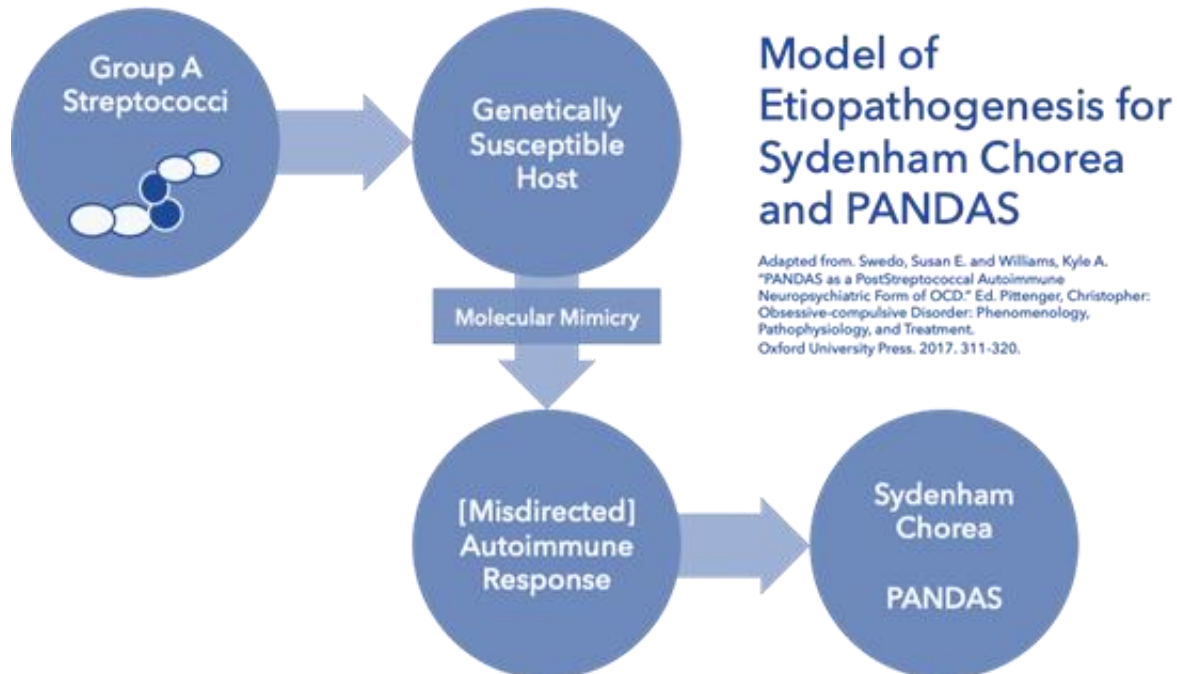 Group A
Streptococci
Genetically
Susceptible
Host
Model of
Etiopathogenesis for
Sydenham Chorea
and PANDAS
Adapted from. Swedo, Susan E. and Williams, Kyle A.
“PANDAS as a PostStreptococcal Autoimmune
Neuropsychiatric Form of OCD.” Ed. Pittenger, Christopher:
Obsessive-compulsive Disorder: Phenomenology,
Pathophysiology, and Treatment.
Oxford University Press. 2017. 311-320.
Molecular Mimicry
[Misdirected]
Autoimmune
Response
Sydenham
Chorea
PANDAS